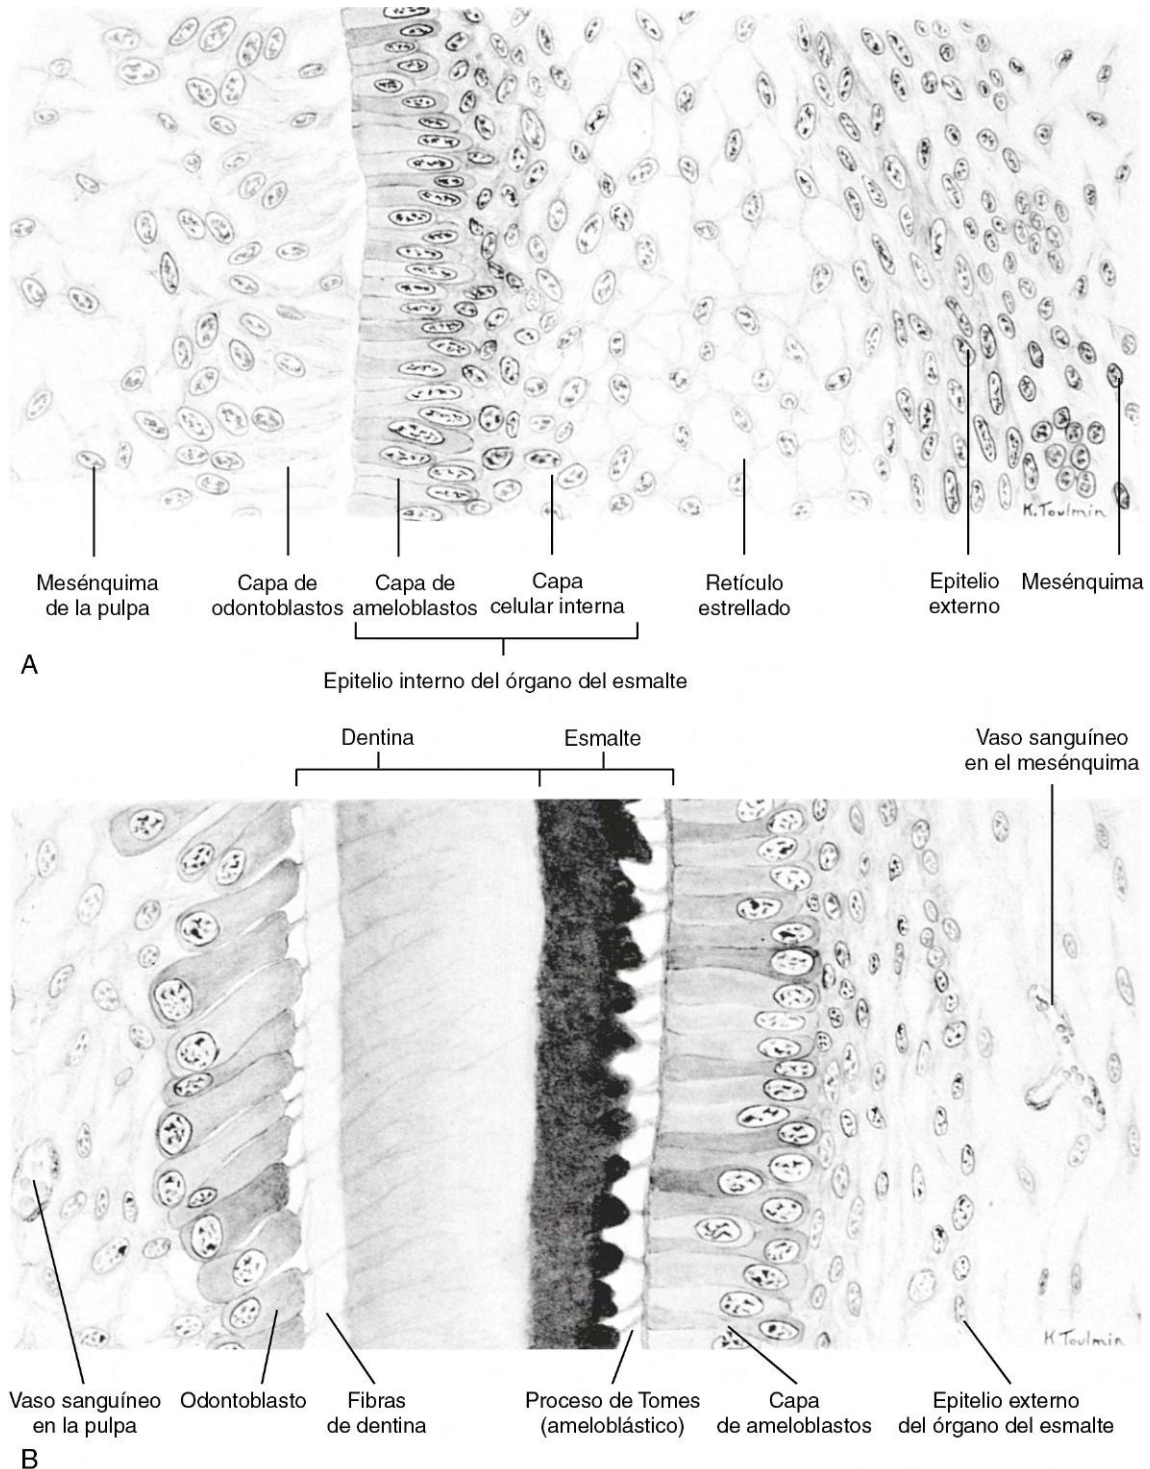 K. Toulmin
Mesénquima
de la pulpa
Capa de
odontoblastos
Capa de
ameloblastos
Capa
celular interna
Retículo
estrellado
Epitelio
externo
Mesénquima
Epitelio interno del órgano del esmalte
A
Dentina
Esmalte
Vaso sanguíneo
en el mesénquima
K Toulmin
Vaso sanguíneo
en la pulpa
Odontoblasto
Fibras
de dentina
Proceso de Tomes
(ameloblástico)
Capa
de ameloblastos
Epitelio externo
del órgano del esmalte
B